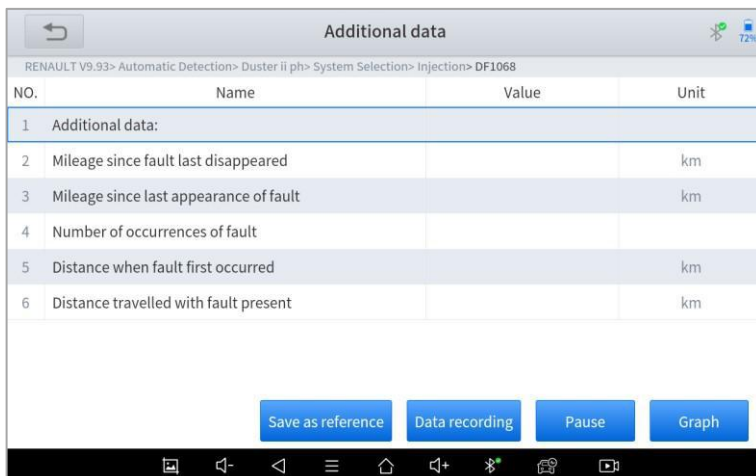 Additional data
72%
RENAULT V9.93> Automatic Detection> Duster ii ph> System Selection> Injection> DF1068
NO. Name Value Unit
1 Additional data:
2 Mileage since fault last disappeared km
3 Mileage since last appearance of fault km
4 Number of occurrences of fault
5 Distance when fault first occurred km
6 Distance travelled with fault present km
Save as reference Data recording Pause Graph